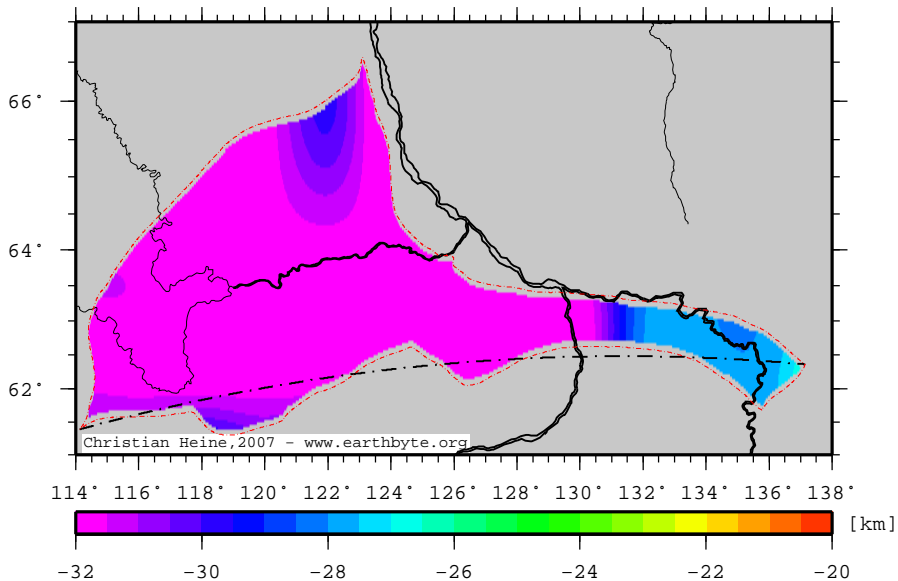 66°
64°
62°
Christian Heine,2007 – www.earthbyte.org
114° 116° 118° 120° 122° 124° 126° 128° 130° 132° 134° 136° 138°
[km]
−32 −30 −28 −26 −24 −22 −20